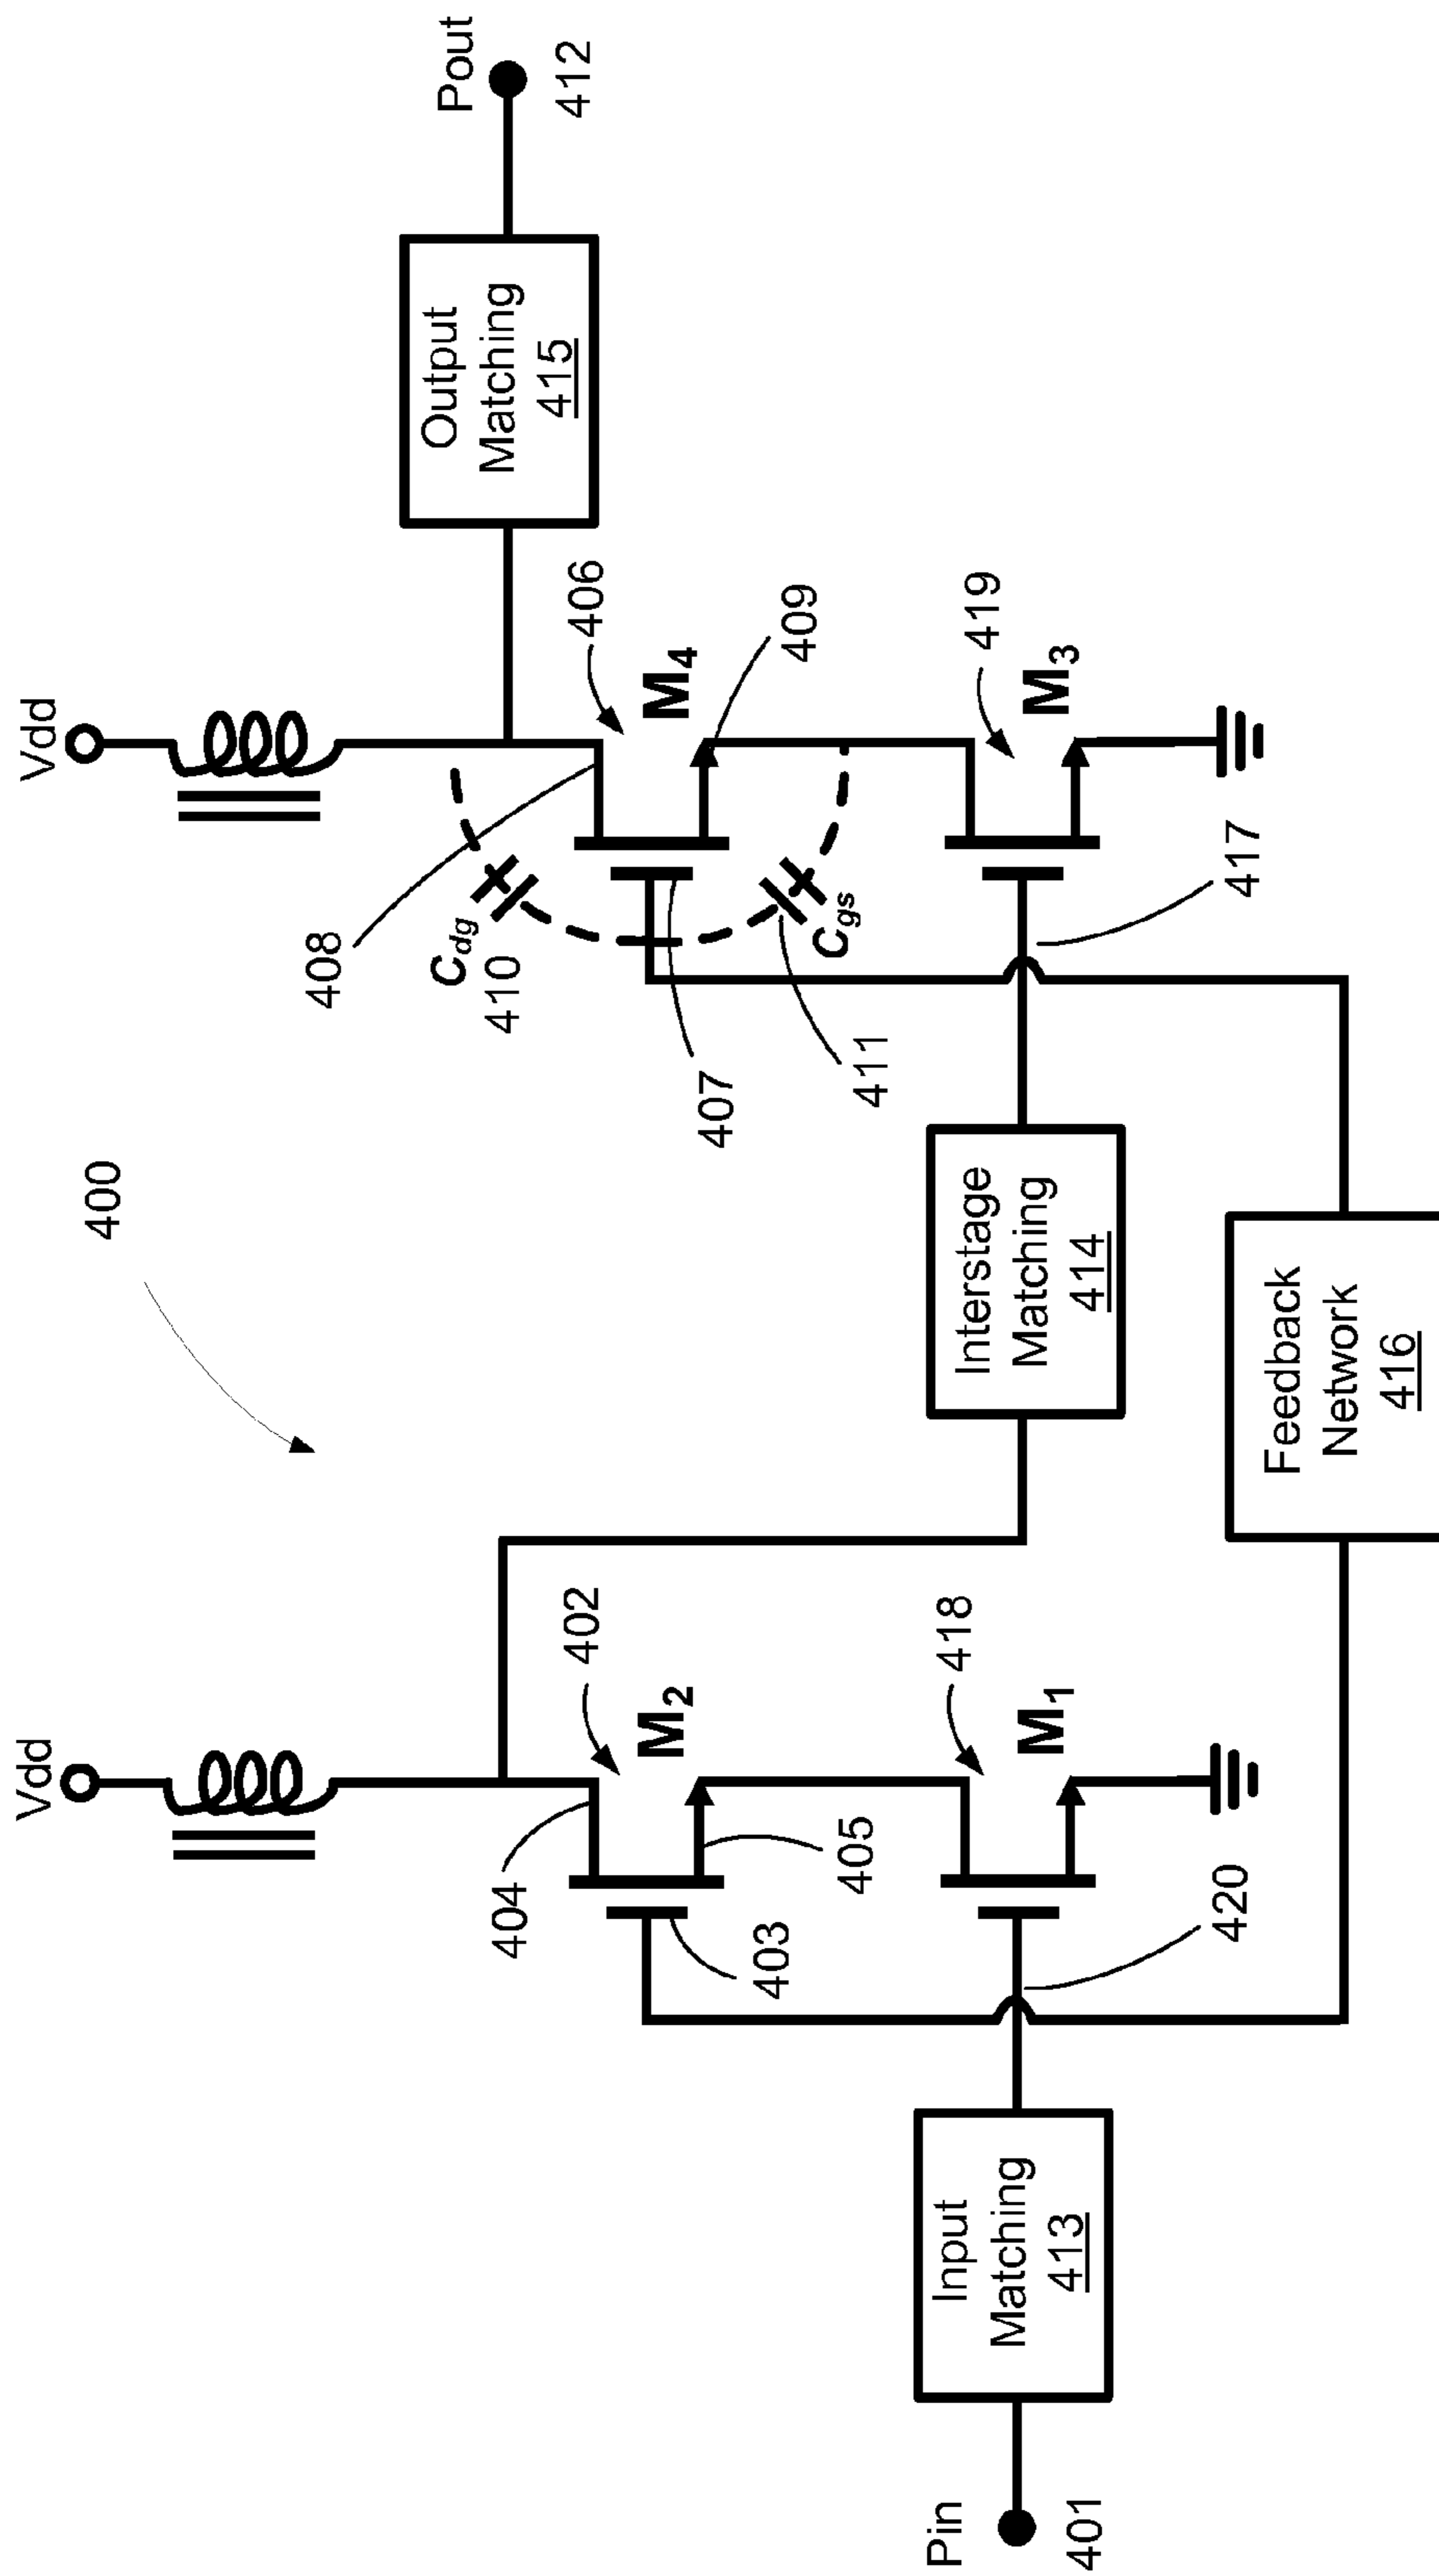 400
Vdd
Vdd
404
402
M2
405
403
418
M1
420
Pin
401
Input
Matching
413
Interstage
Matching
414
Feedback
Network
416
408
Cdg
410
406
M4
409
407
411
Cgs
419
M3
417
Output
Matching
415
Pout
412